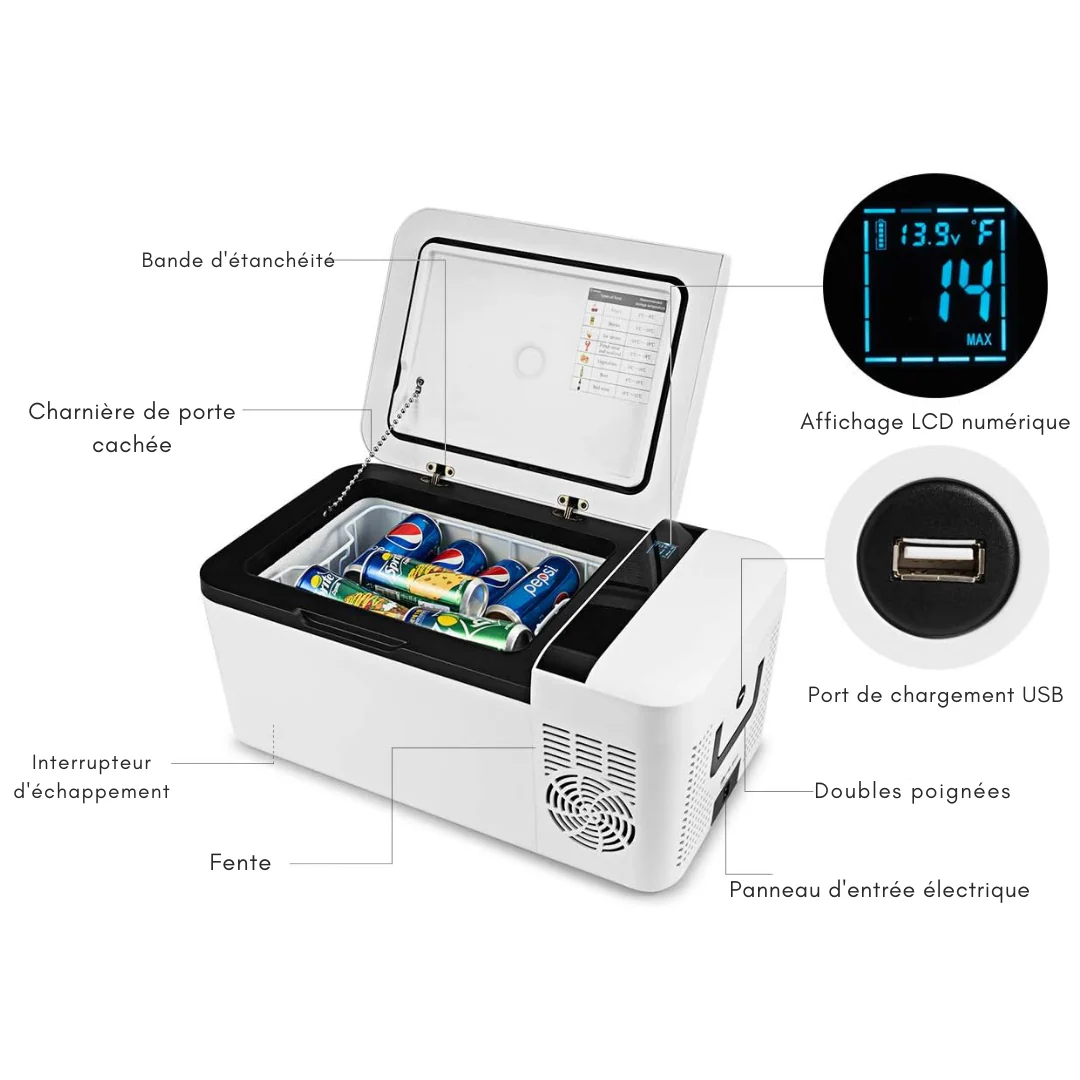 Bande d'étanchéité
13.9v °F
14
MAX
Affichage LCD numérique
Charnière de porte
cachée
pepsi
Port de chargement USB
Interrupteur
d'échappement
Doubles poignées
Fente
Panneau d'entrée électrique